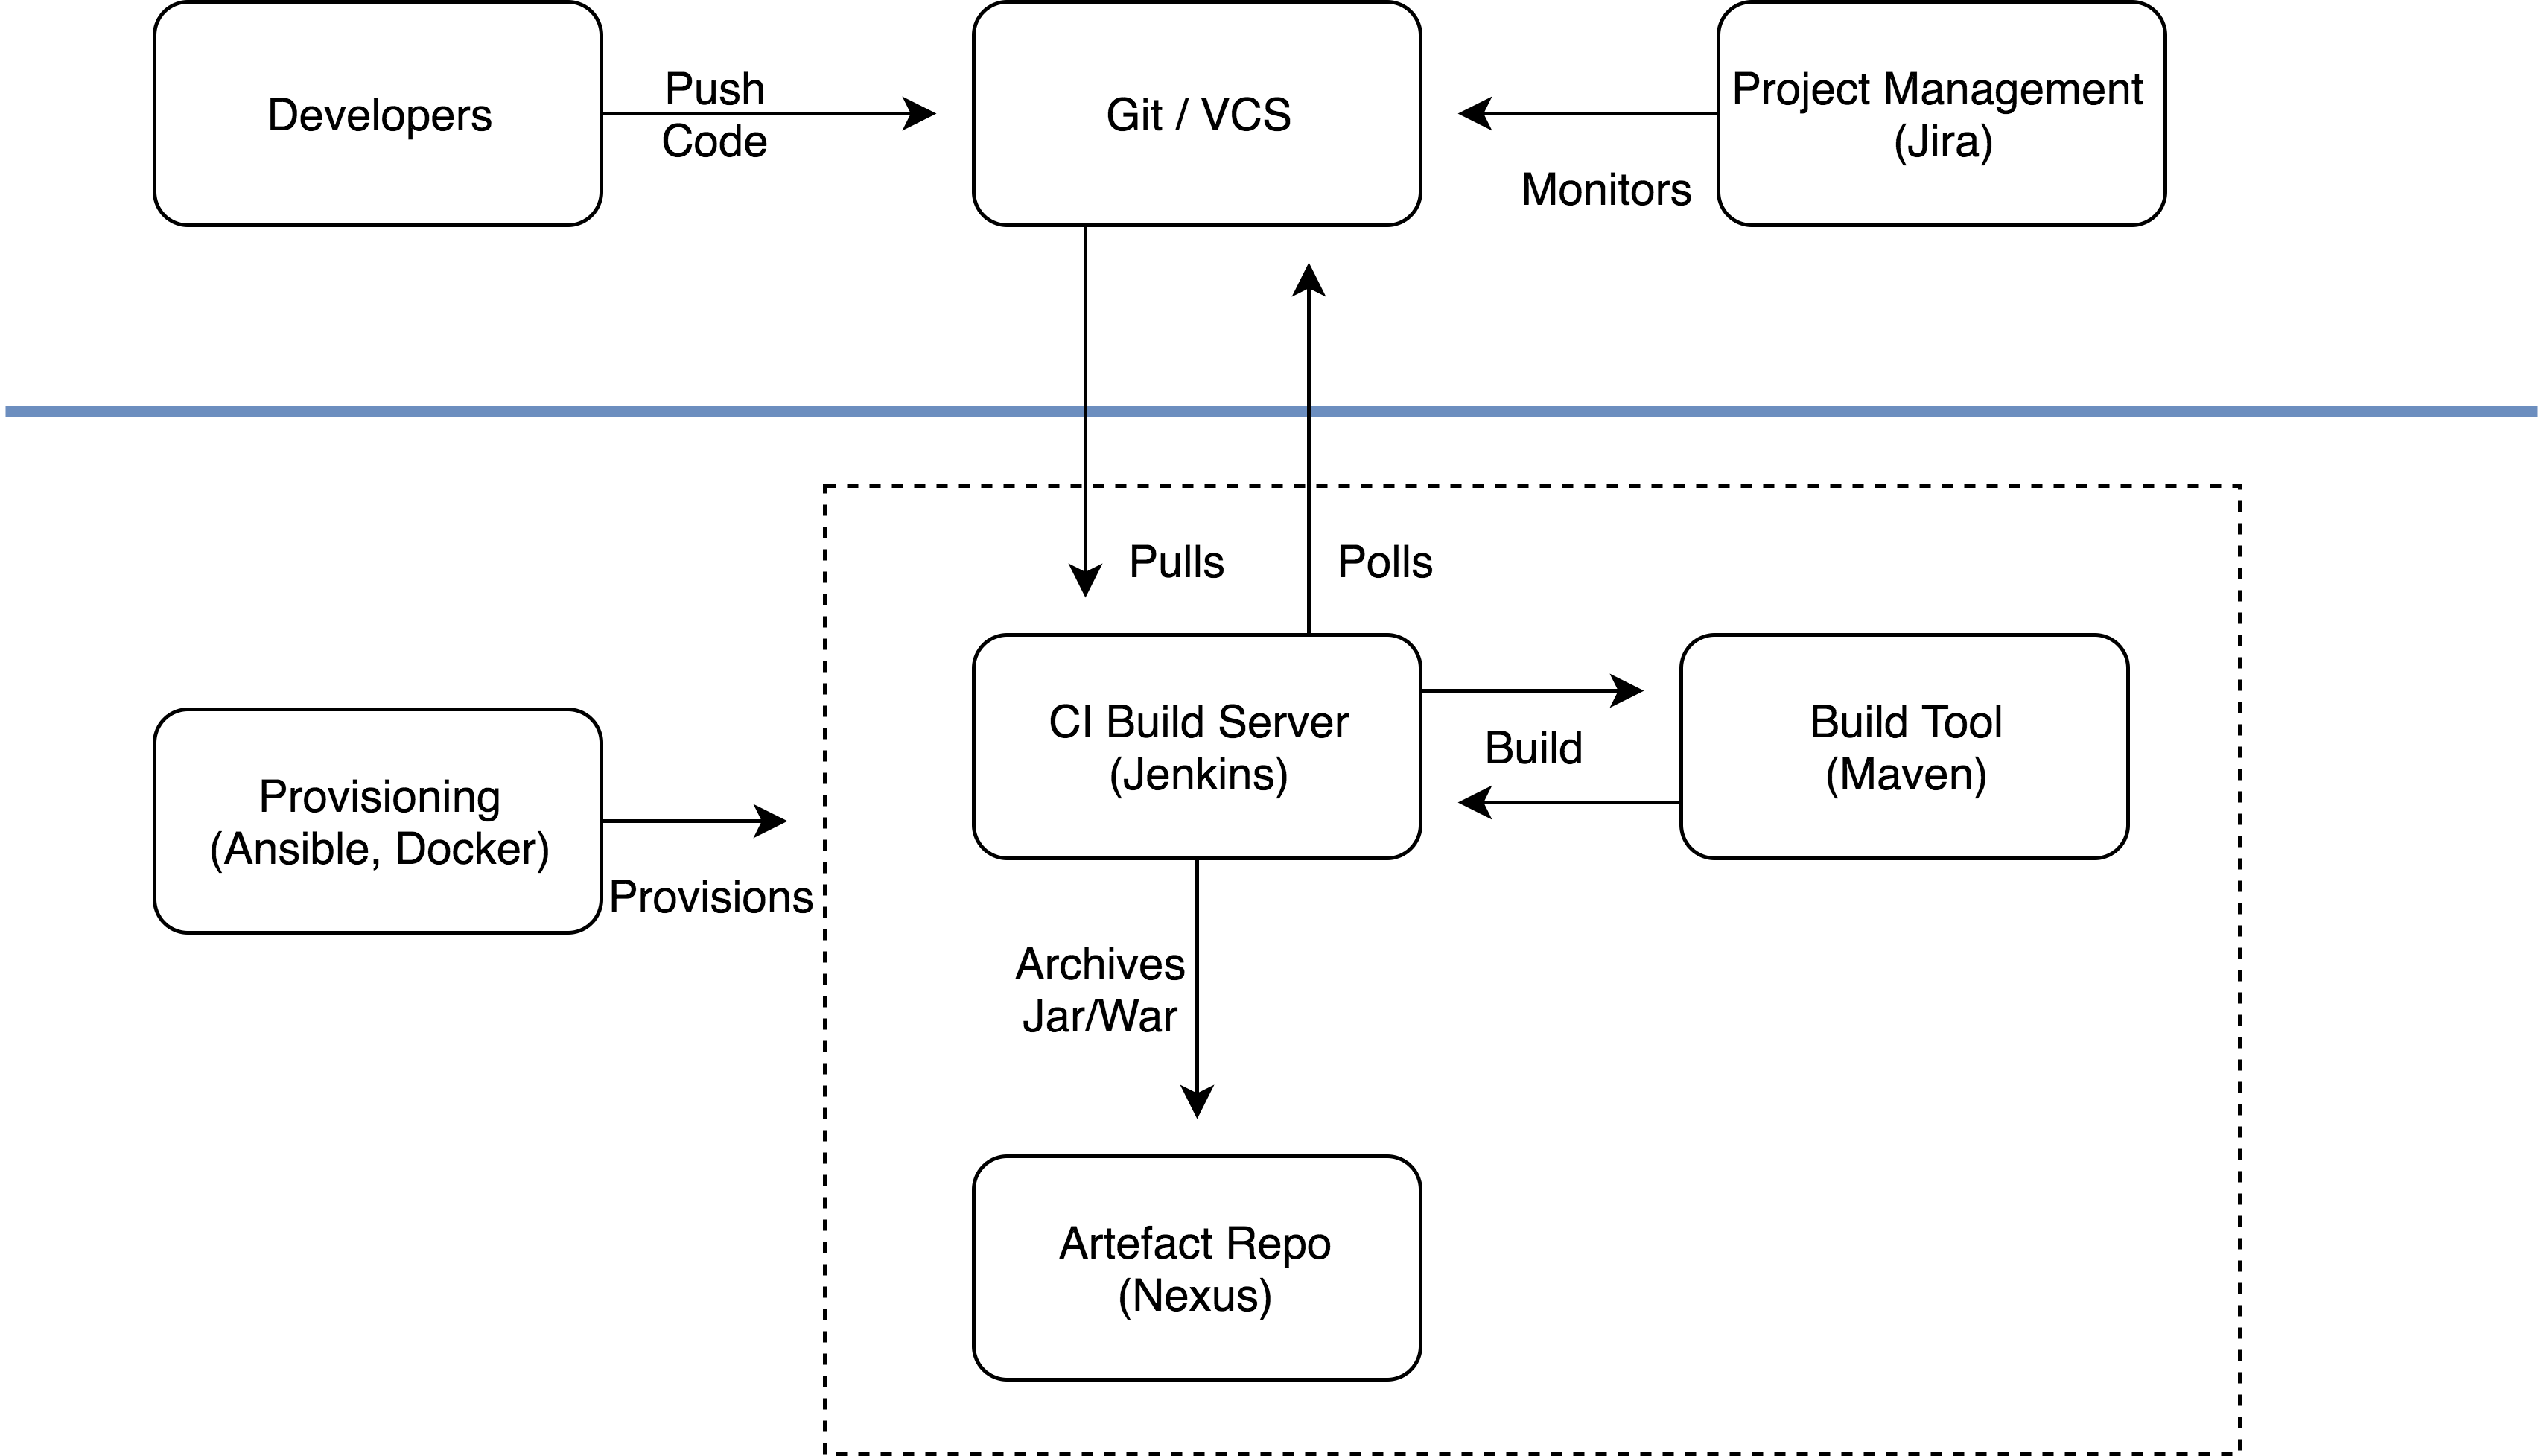 Developers
Push
Code
Git / VCS
Monitors
Project Management
(Jira)
Pulls
Polls
Provisioning
(Ansible, Docker)
Provisions
CI Build Server
(Jenkins)
Build
Build Tool
(Maven)
Archives
Jar/War
Artefact Repo
(Nexus)